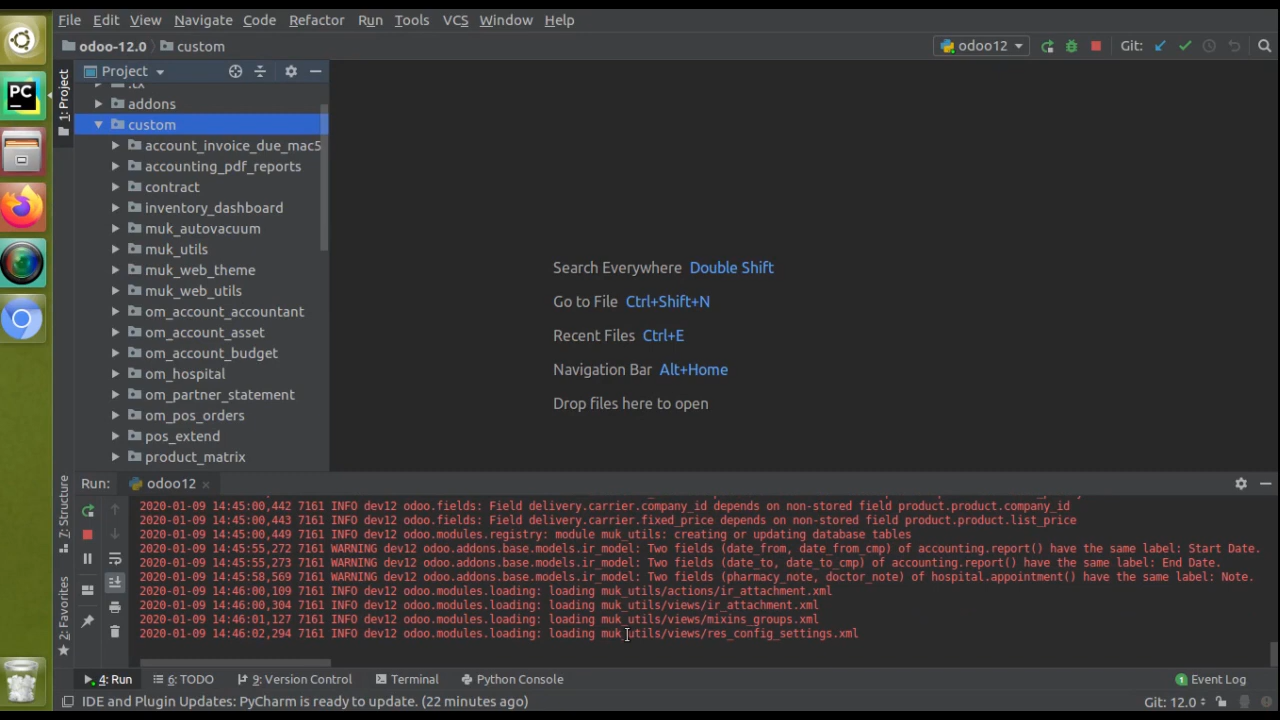 File Edit View Navigate Code Refactor Run Tools VCS Window Help
odoo-12.0 custom odoo12 Git:
PC
1: Project
Project
.tx
addons
custom
account_invoice_due_mac5
accounting_pdf_reports
contract
inventory_dashboard
muk_autovacuum
muk_utils
muk_web_theme
muk_web_utils
om_account_accountant
om_account_asset
om_account_budget
om_hospital
om_partner_statement
om_pos_orders
pos_extend
product_matrix
Search Everywhere Double Shift
Go to File Ctrl+Shift+N
Recent Files Ctrl+E
Navigation Bar Alt+Home
Drop files here to open
7: Structure
2: Favorites
Run: odoo12
2020-01-09 14:45:00,442 7161 INFO dev12 odoo.fields: Field delivery.carrier.company_id depends on non-stored field product.product.company_id
2020-01-09 14:45:00,443 7161 INFO dev12 odoo.fields: Field delivery.carrier.fixed_price depends on non-stored field product.product.list_price
2020-01-09 14:45:00,449 7161 INFO dev12 odoo.modules.registry: module muk_utils: creating or updating database tables
2020-01-09 14:45:55,272 7161 WARNING dev12 odoo.addons.base.models.ir_model: Two fields (date_from, date_from_cmp) of accounting.report() have the same label: Start Date.
2020-01-09 14:45:55,273 7161 WARNING dev12 odoo.addons.base.models.ir_model: Two fields (date_to, date_to_cmp) of accounting.report() have the same label: End Date.
2020-01-09 14:45:58,569 7161 WARNING dev12 odoo.addons.base.models.ir_model: Two fields (pharmacy_note, doctor_note) of hospital.appointment() have the same label: Note.
2020-01-09 14:46:00,109 7161 INFO dev12 odoo.modules.loading: loading muk_utils/actions/ir_attachment.xml
2020-01-09 14:46:00,304 7161 INFO dev12 odoo.modules.loading: loading muk_utils/views/ir_attachment.xml
2020-01-09 14:46:01,127 7161 INFO dev12 odoo.modules.loading: loading muk_utils/views/mixins_groups.xml
2020-01-09 14:46:02,294 7161 INFO dev12 odoo.modules.loading: loading muk_utils/views/res_config_settings.xml
4: Run 6: TODO 9: Version Control Terminal Python Console 1 Event Log
IDE and Plugin Updates: PyCharm is ready to update. (22 minutes ago) Git: 12.0